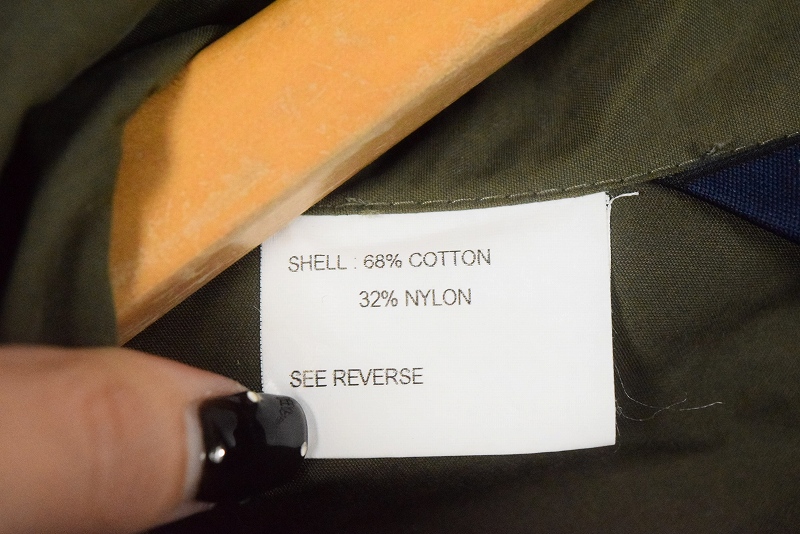 SHELL : 68% COTTON
32% NYLON
SEE REVERSE